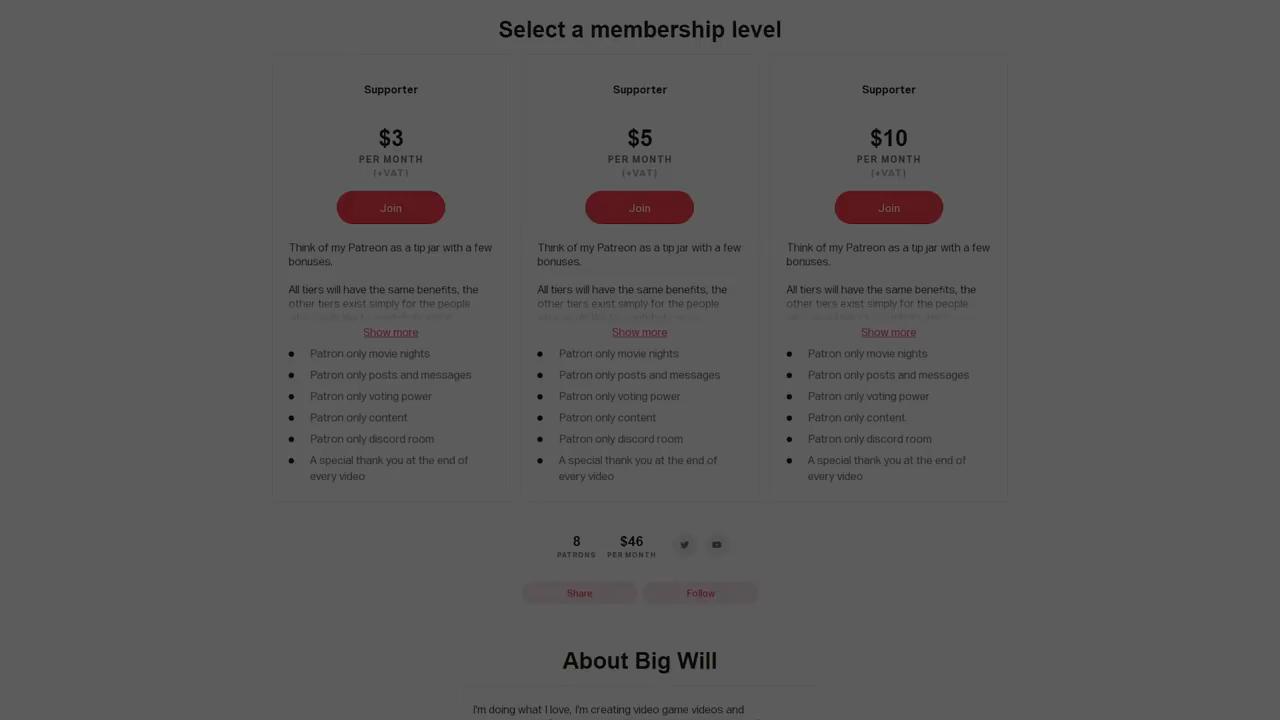 Select a membership level
Supporter
$3
PER MONTH
(+VAT)
Join
Think of my Patreon as a tip jar with a few
bonuses.
All tiers will have the same benefits, the
other tiers exist simply for the people
Show more
Patron only movie nights
Patron only posts and messages
Patron only voting power
Patron only content
Patron only discord room
A special thank you at the end of
every video
Supporter
$5
PER MONTH
(+VAT)
Join
Think of my Patreon as a tip jar with a few
bonuses.
All tiers will have the same benefits, the
other tiers exist simply for the people
Show more
Patron only movie nights
Patron only posts and messages
Patron only voting power
Patron only content
Patron only discord room
A special thank you at the end of
every video
Supporter
$10
PER MONTH
(+VAT)
Join
Think of my Patreon as a tip jar with a few
bonuses.
All tiers will have the same benefits, the
other tiers exist simply for the people
Show more
Patron only movie nights
Patron only posts and messages
Patron only voting power
Patron only content
Patron only discord room
A special thank you at the end of
every video
8
PATRONS
$46
PER MONTH
Share
Follow
About Big Will
I'm doing what I love, I'm creating video game videos and